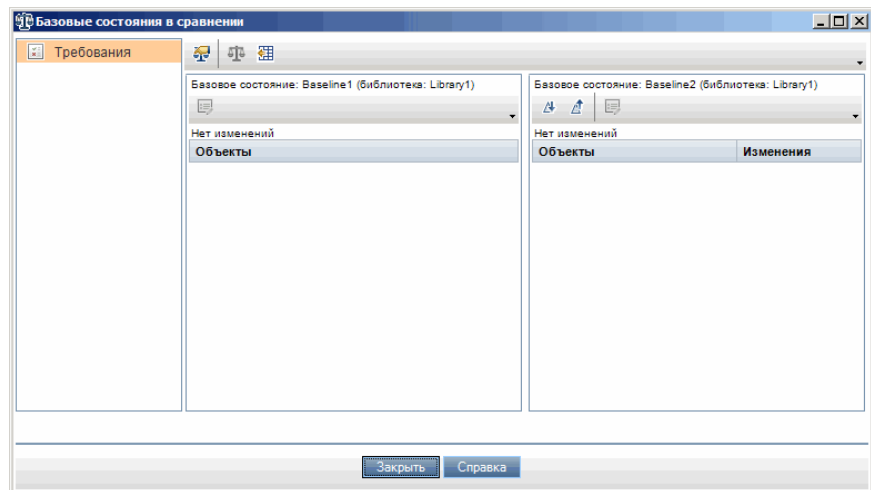 Базовые состояния в сравнении
Требования
Базовое состояние: Baseline1 (библиотека: Library1)
Нет изменений
Объекты
Базовое состояние: Baseline2 (библиотека: Library1)
Нет изменений
Объекты Изменения
Закрыть Справка